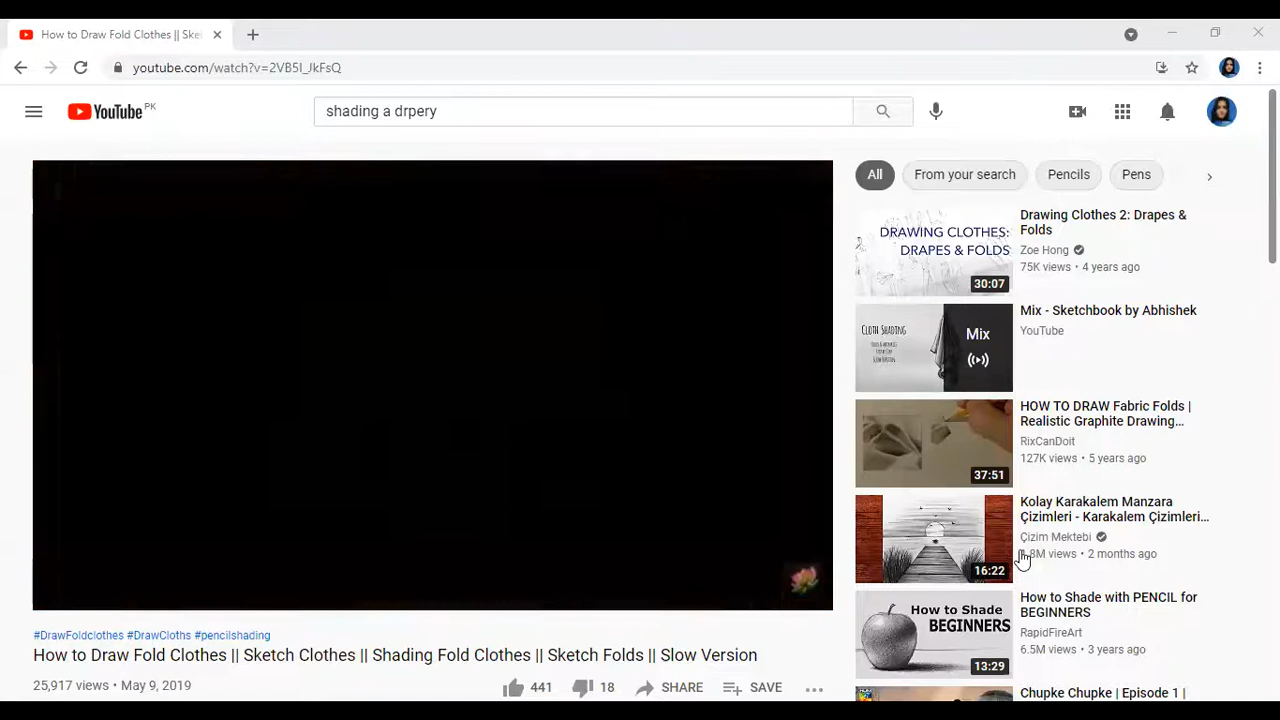 How to Draw Fold Clothes || Ske
youtube.com/watch?v=2VB5I_JkFsQ
YouTube PK
shading a drpery
All
From your search
Pencils
Pens
DRAWING CLOTHES:
DRAPES & FOLDS
30:07
Drawing Clothes 2: Drapes &
Folds
Zoe Hong
75K views • 4 years ago
CLOTH SHADING
Mix
Mix - Sketchbook by Abhishek
YouTube
37:51
HOW TO DRAW Fabric Folds |
Realistic Graphite Drawing...
RixCanDoit
127K views • 5 years ago
16:22
Kolay Karakalem Manzara
Çizimleri - Karakalem Çizimleri...
Çizim Mektebi
.8M views • 2 months ago
How to Shade
BEGINNERS
13:29
How to Shade with PENCIL for
BEGINNERS
RapidFireArt
6.5M views • 3 years ago
Chupke Chupke | Episode 1 |
#DrawFoldclothes #DrawCloths #pencilshading
How to Draw Fold Clothes || Sketch Clothes || Shading Fold Clothes || Sketch Folds || Slow Version
25,917 views • May 9, 2019
441
18
SHARE
SAVE